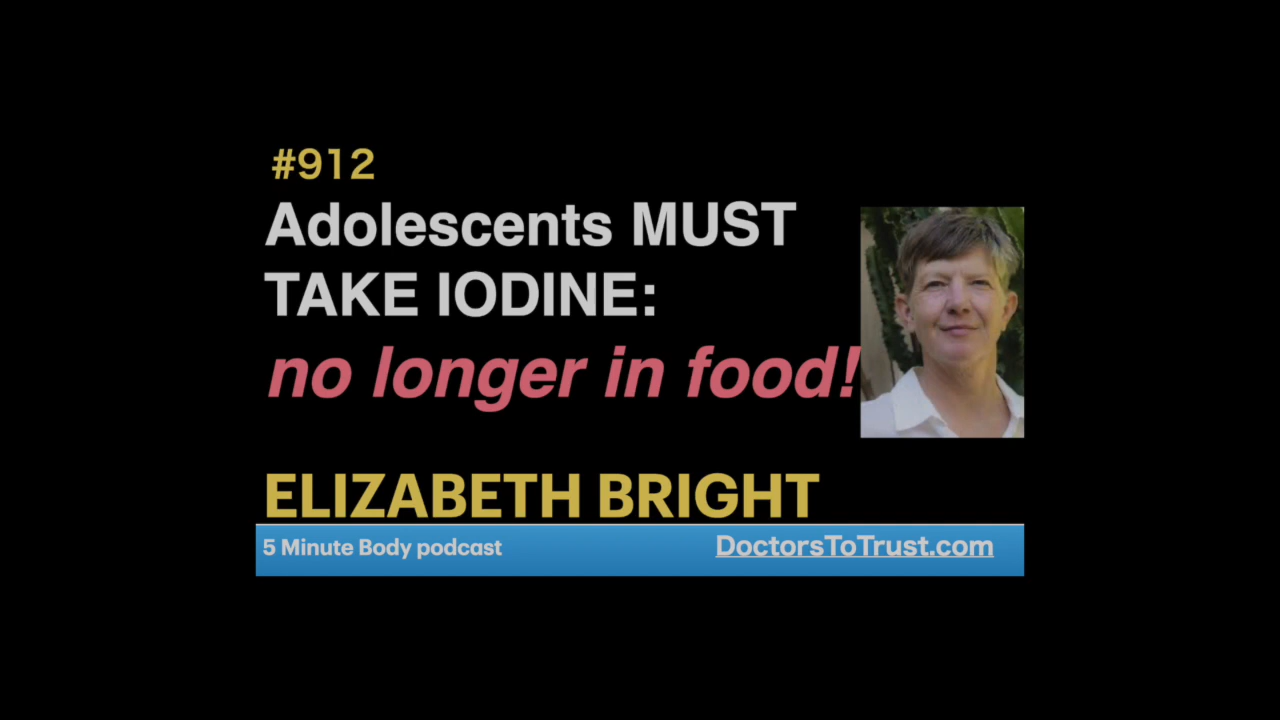 #912
Adolescents MUST
TAKE IODINE:
no longer in food!
ELIZABETH BRIGHT
5 Minute Body podcast
DoctorsToTrust.com